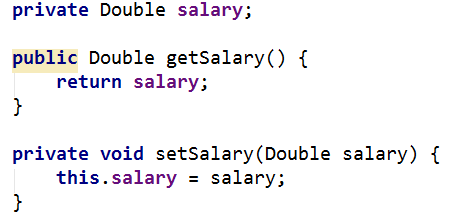 private Double salary;
public Double getSalary() {
    return salary;
}
private void setSalary(Double salary) {
    this.salary = salary;
}